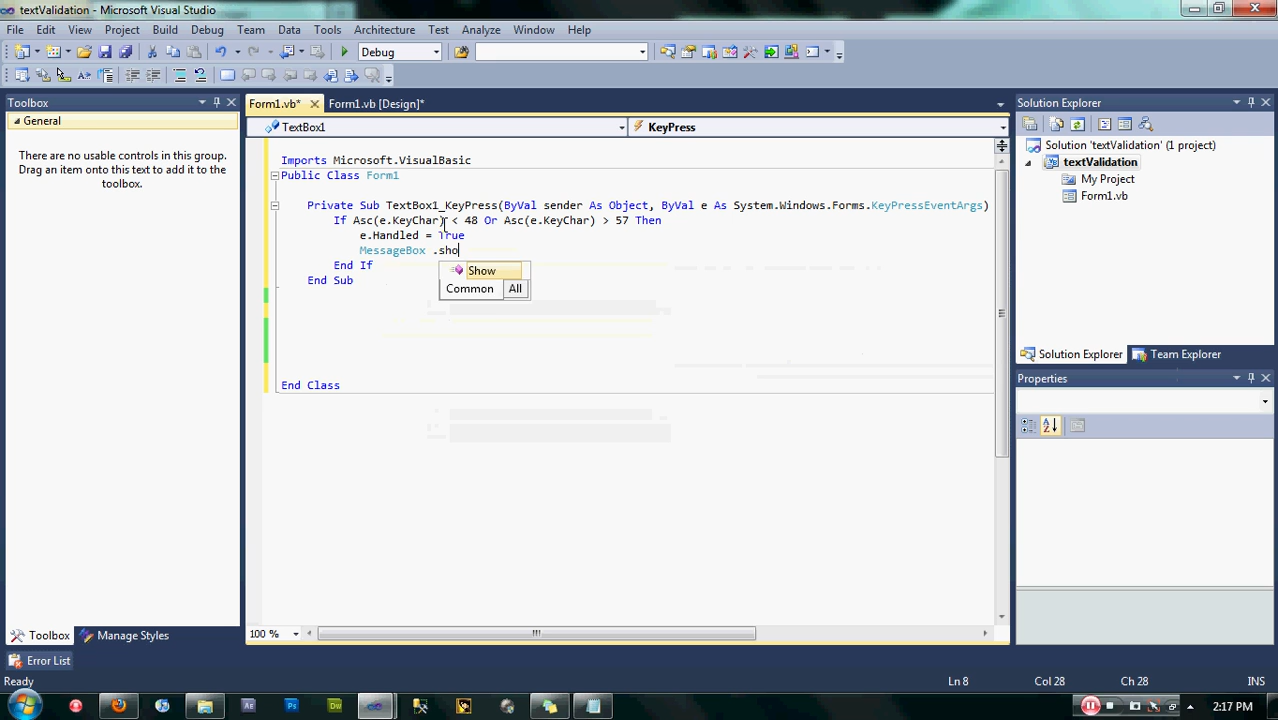 textValidation - Microsoft Visual Studio
File Edit View Project Build Debug Team Data Tools Architecture Test Analyze Window Help
Debug
Toolbox
General
There are no usable controls in this group.
Drag an item onto this text to add it to the
toolbox.
Form1.vb* Form1.vb [Design]*
TextBox1 KeyPress
Imports Microsoft.VisualBasic
Public Class Form1
Private Sub TextBox1_KeyPress(ByVal sender As Object, ByVal e As System.Windows.Forms.KeyPressEventArgs)
If Asc(e.KeyChar) < 48 Or Asc(e.KeyChar) > 57 Then
e.Handled = True
MessageBox .sho
End If
End Sub
End Class
Show
Common All
100 %
Solution Explorer
Solution 'textValidation' (1 project)
textValidation
My Project
Form1.vb
Solution Explorer Team Explorer
Properties
Toolbox Manage Styles
Error List
Ready Ln 8 Col 28 Ch 28 INS
Ae Ps Dw
2:17 PM